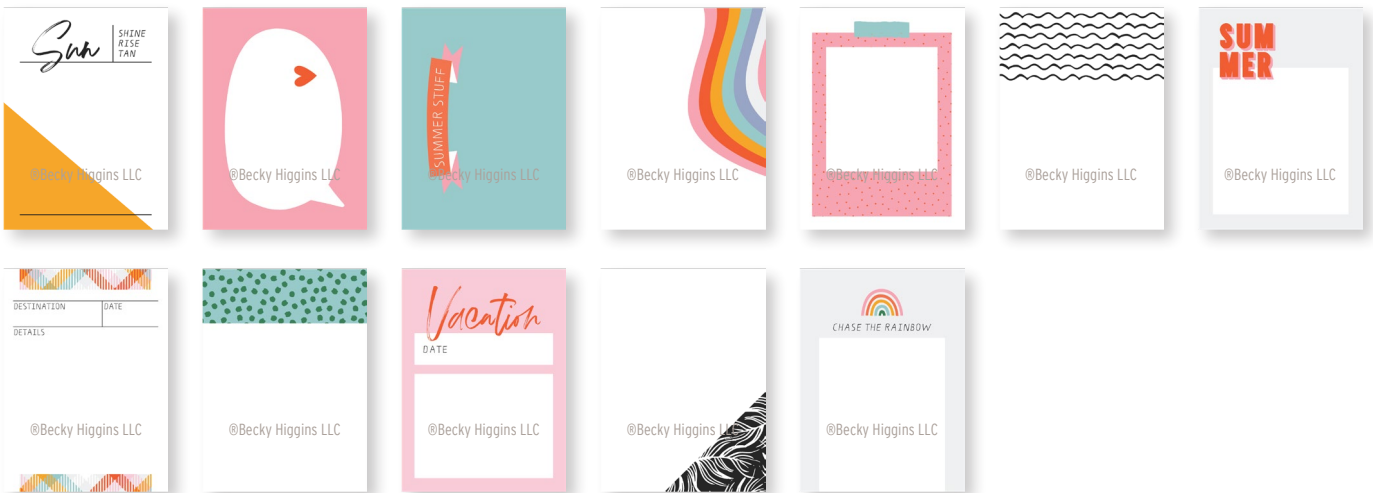 Sun
SHINE
RISE
TAN
®Becky Higgins LLC
®Becky Higgins LLC
SUMMER STUFF
®Becky Higgins LLC
®Becky Higgins LLC
®Becky Higgins LLC
®Becky Higgins LLC
SUM
MER
®Becky Higgins LLC
DESTINATION
DATE
DETAILS
®Becky Higgins LLC
®Becky Higgins LLC
Vacation
DATE
®Becky Higgins LLC
®Becky Higgins LLC
CHASE THE RAINBOW
®Becky Higgins LLC